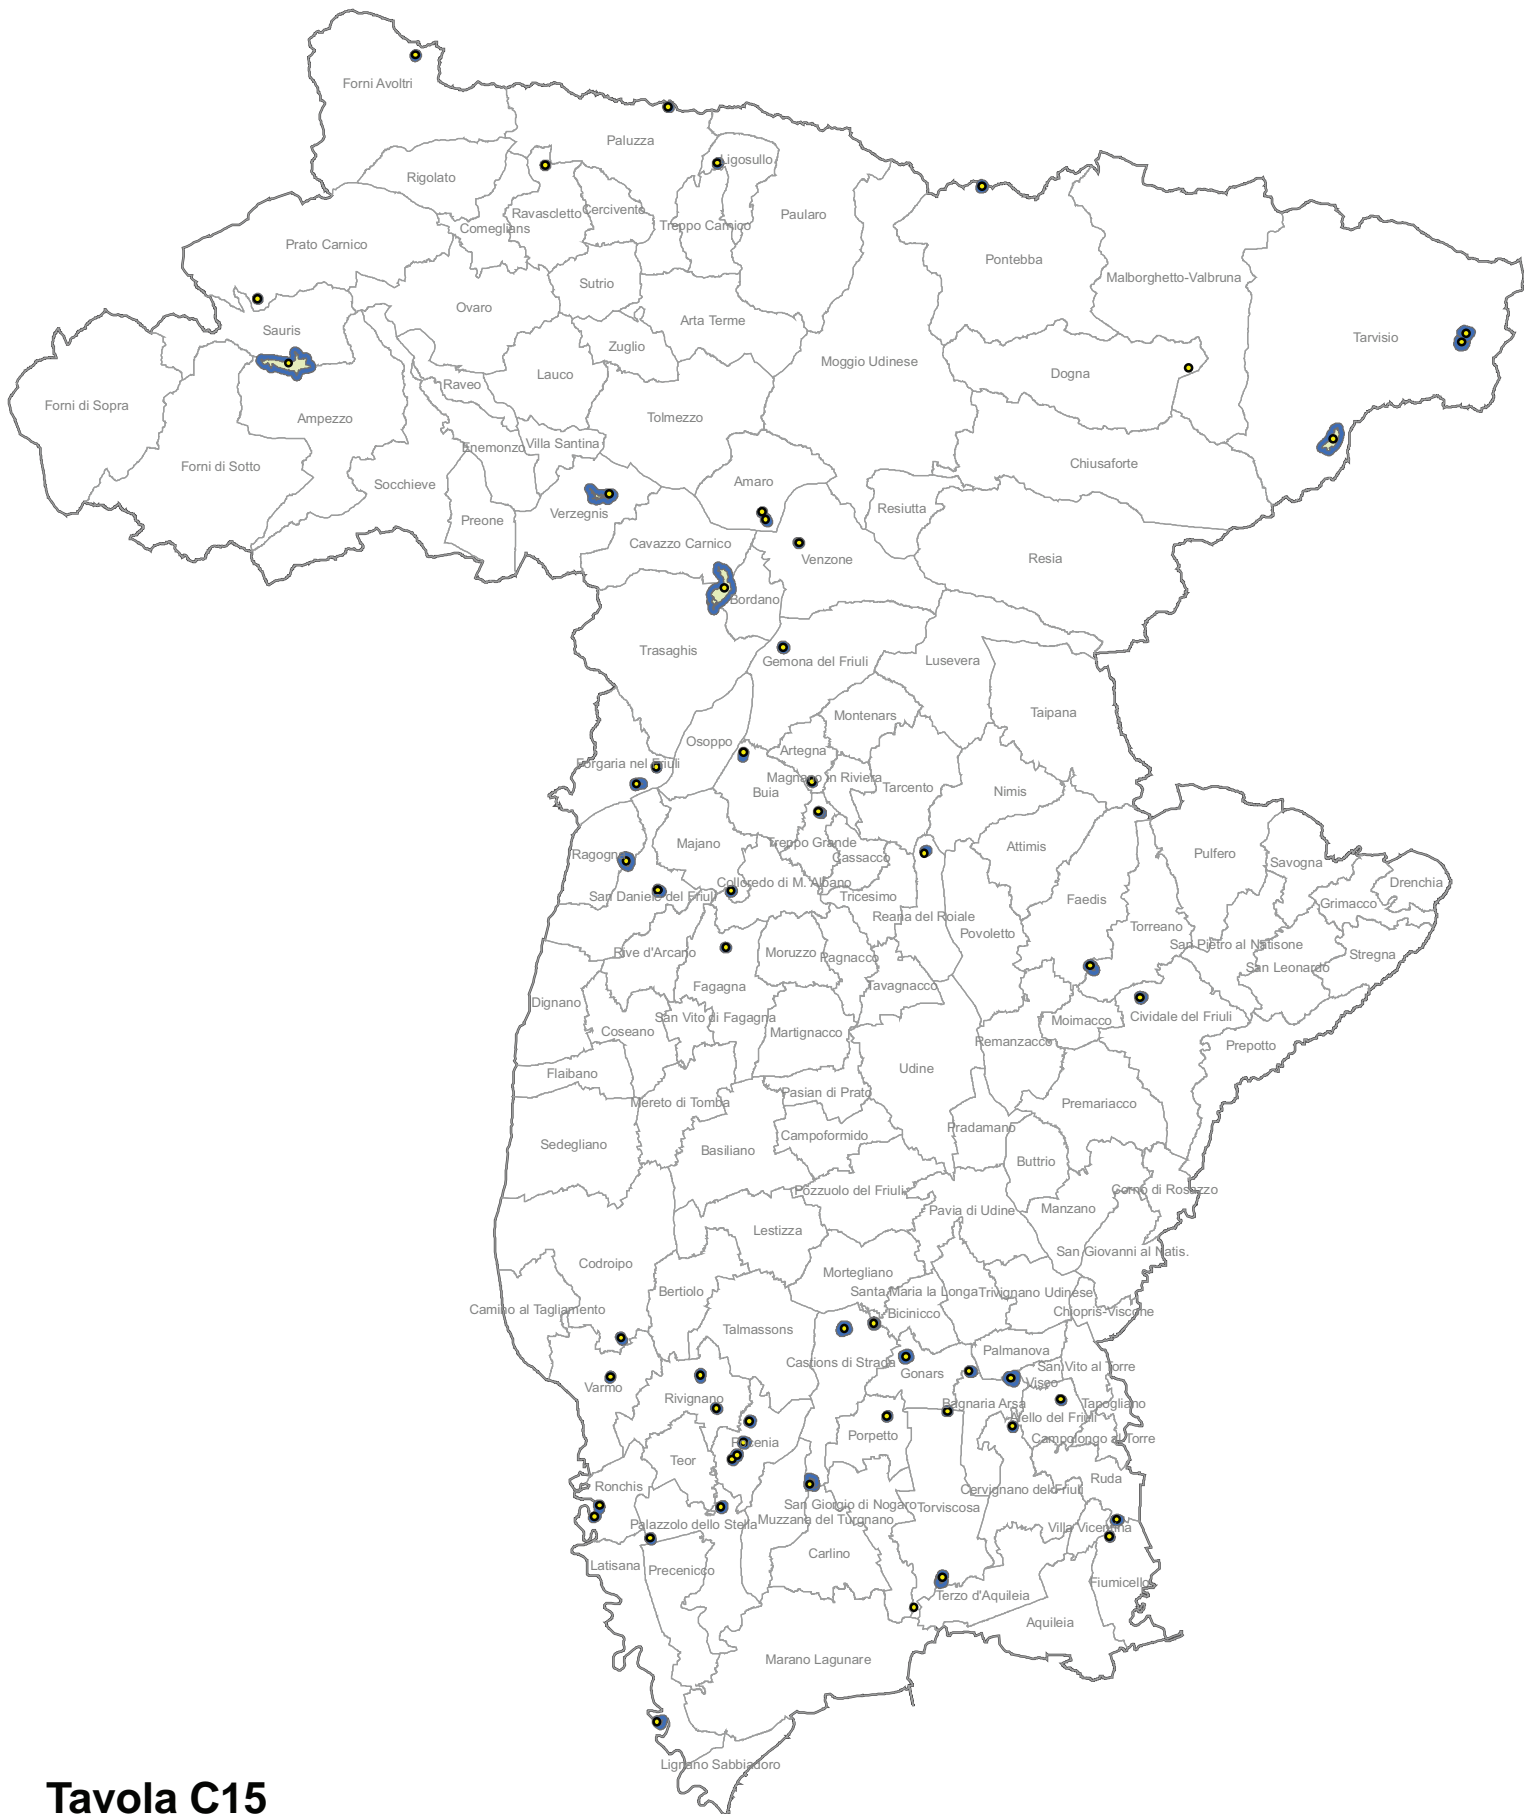 Forni Avoltri
Paluzza
Ligosullo
Rigolato
Ravascletto
Cercivento
Paularo
Treppo Carnico
Comeglians
Prato Carnico
Pontebba
Malborghetto-Valbruna
Sutrio
Ovaro
Arta Terme
Sauris
Tarvisio
Zuglio
Moggio Udinese
Lauco
Dogna
Raveo
Forni di Sopra
Ampezzo
Tolmezzo
Enemonzo
Villa Santina
Chiusaforte
Forni di Sotto
Socchieve
Amaro
Resiutta
Verzegnis
Preone
Cavazzo Carnico
Venzone
Resia
Bordano
Trasaghis
Gemona del Friuli
Lusevera
Taipana
Montenars
Osoppo
Artegna
Forgaria nel Friuli
Magnano in Riviera
Buia
Tarcento
Nimis
Majano
Treppo Grande
Attimis
Ragogna
Cassacco
Pulfero
Savogna
Colloredo di M. Albano
Drenchia
San Daniele del Friuli
Tricesimo
Faedis
Grimacco
Reana del Roiale
Povoletto
Torreano
San Pietro al Natisone
Rive d'Arcano
Moruzzo
Pagnacco
Stregna
San Leonardo
Fagagna
Tavagnacco
Dignano
San Vito di Fagagna
Cividale del Friuli
Moimacco
Coseano
Martignacco
Remanzacco
Prepotto
Udine
Flaibano
Pasian di Prato
Mereto di Tomba
Premariacco
Pradamano
Campoformido
Sedegliano
Basiliano
Buttrio
Pozzuolo del Friuli
Corno di Rosazzo
Pavia di Udine
Manzano
Lestizza
San Giovanni al Natis.
Codroipo
Mortegliano
Bertiolo
Santa Maria la Longa
Trivignano Udinese
Camino al Tagliamento
Bicinicco
Chiopris-Viscone
Talmassons
Palmanova
Castions di Strada
San Vito al Torre
Gonars
Visco
Varmo
Rivignano
Bagnaria Arsa
Tapogliano
Aiello del Friuli
Porpetto
Campolongo al Torre
Pocenia
Teor
Ruda
Ronchis
Cervignano del Friuli
San Giorgio di Nogaro
Torviscosa
Muzzana del Turgnano
Palazzolo dello Stella
Villa Vicentina
Carlino
Latisana
Precenicco
Fiumicello
Terzo d'Aquileia
Aquileia
Marano Lagunare
Lignano Sabbiadoro
Tavola C15